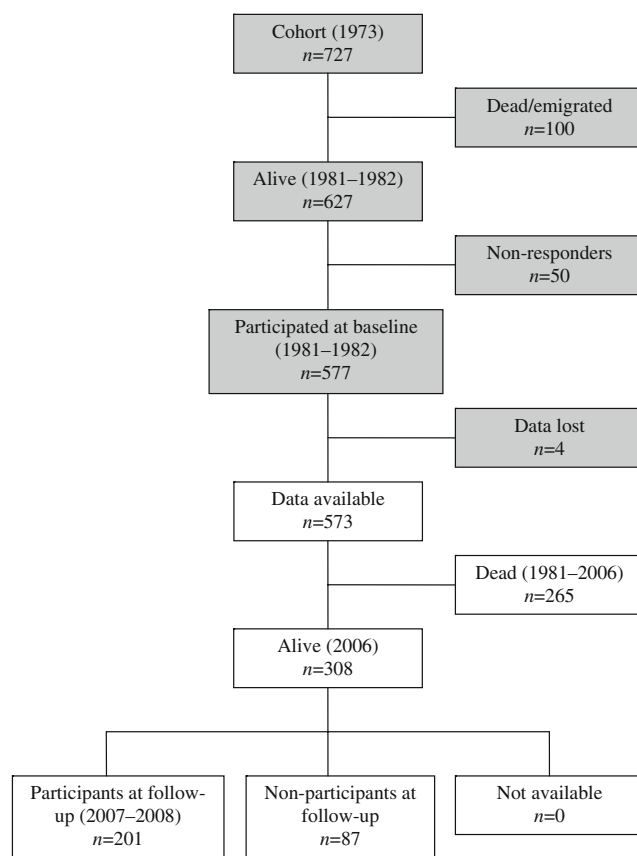 Cohort (1973)
n=727
Dead/emigrated
n=100
Alive (1981–1982)
n=627
Non-responders
n=50
Participated at baseline
(1981–1982)
n=577
Data lost
n=4
Data available
n=573
Dead (1981–2006)
n=265
Alive (2006)
n=308
Participants at follow-
up (2007–2008)
n=201
Non-participants at
follow-up
n=87
Not available
n=0